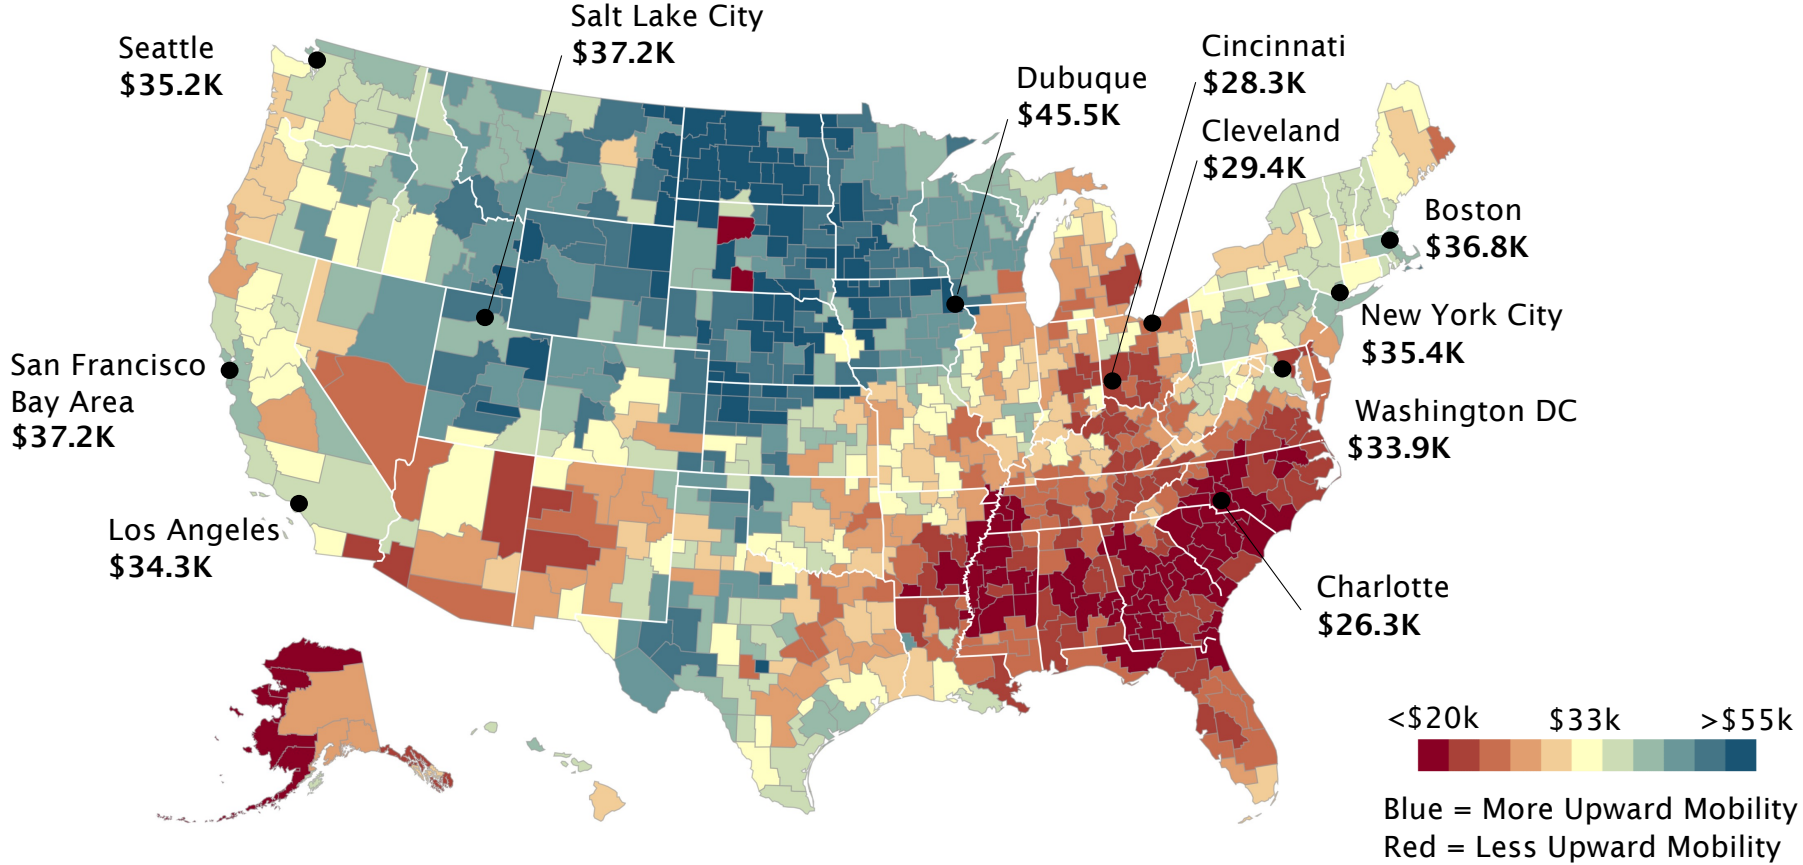 Salt Lake City
$37.2K
Seattle
$35.2K
Cincinnati
$28.3K
Dubuque
$45.5K
Cleveland
$29.4K
Boston
$36.8K
New York City
$35.4K
San Francisco
Bay Area
$37.2K
Washington DC
$33.9K
Los Angeles
$34.3K
Charlotte
$26.3K
<$20k $33k >$55k
Blue = More Upward Mobility
Red = Less Upward Mobility